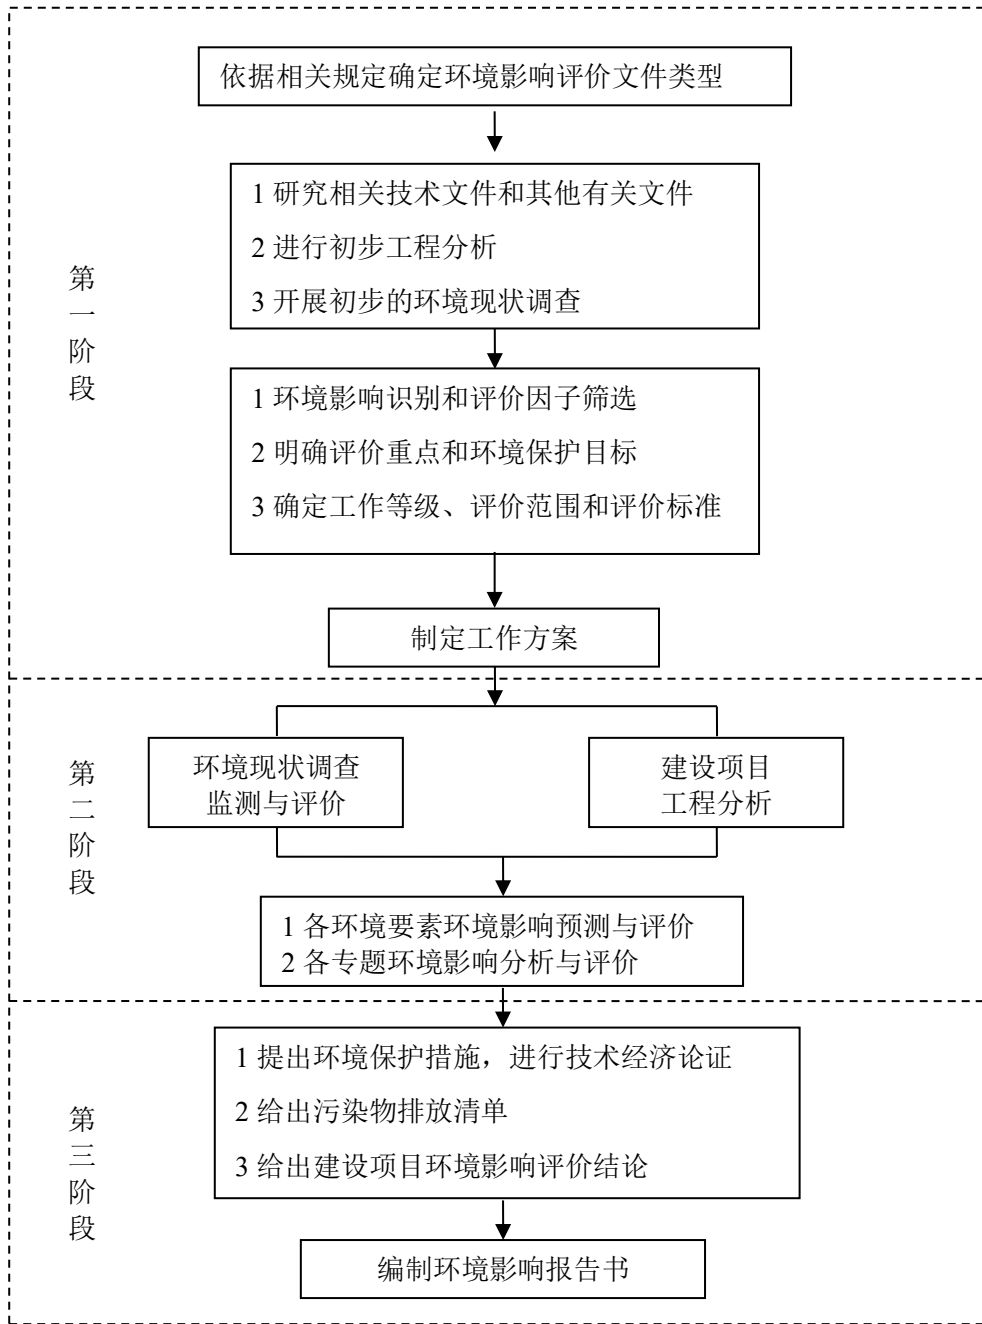 依据相关规定确定环境影响评价文件类型
1 研究相关技术文件和其他有关文件
2 进行初步工程分析
3 开展初步的环境现状调查
第一阶段
1 环境影响识别和评价因子筛选
2 明确评价重点和环境保护目标
3 确定工作等级、评价范围和评价标准
制定工作方案
第二阶段
环境现状调查
监测与评价
建设项目
工程分析
1 各环境要素环境影响预测与评价
2 各专题环境影响分析与评价
第三阶段
1 提出环境保护措施，进行技术经济论证
2 给出污染物排放清单
3 给出建设项目环境影响评价结论
编制环境影响报告书